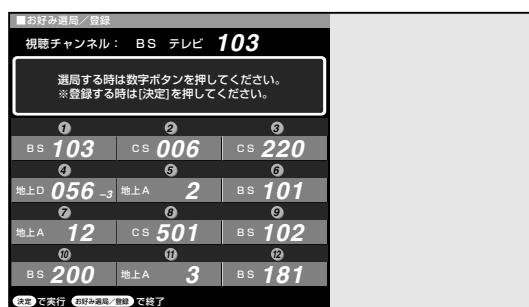 ■お好み選局／登録
視聴チャンネル： BS テレビ 103
選局する時は数字ボタンを押してください。
※登録する時は[決定]を押してください。
① ② ③
BS 103 CS 006 CS 220
④ ⑤ ⑥
地上D 056 -3 地上A 2 BS 101
⑦ ⑧ ⑨
地上A 12 CS 501 BS 102
⑩ ⑪ ⑫
BS 200 地上A 3 BS 181
決定 で実行 お好み選局／登録 で終了